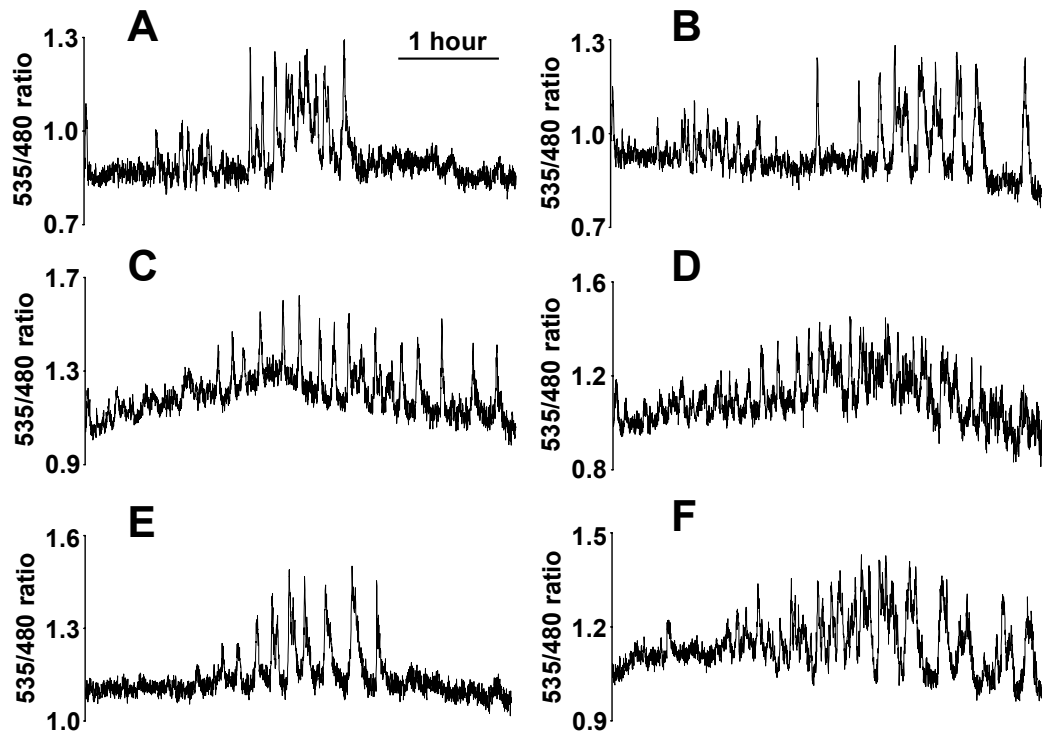 A
1 hour
535/480 ratio
1.3
1.0
0.7
B
535/480 ratio
1.3
1.0
0.7
C
535/480 ratio
1.7
1.3
0.9
D
535/480 ratio
1.6
1.2
0.8
E
535/480 ratio
1.6
1.3
1.0
F
535/480 ratio
1.5
1.2
0.9